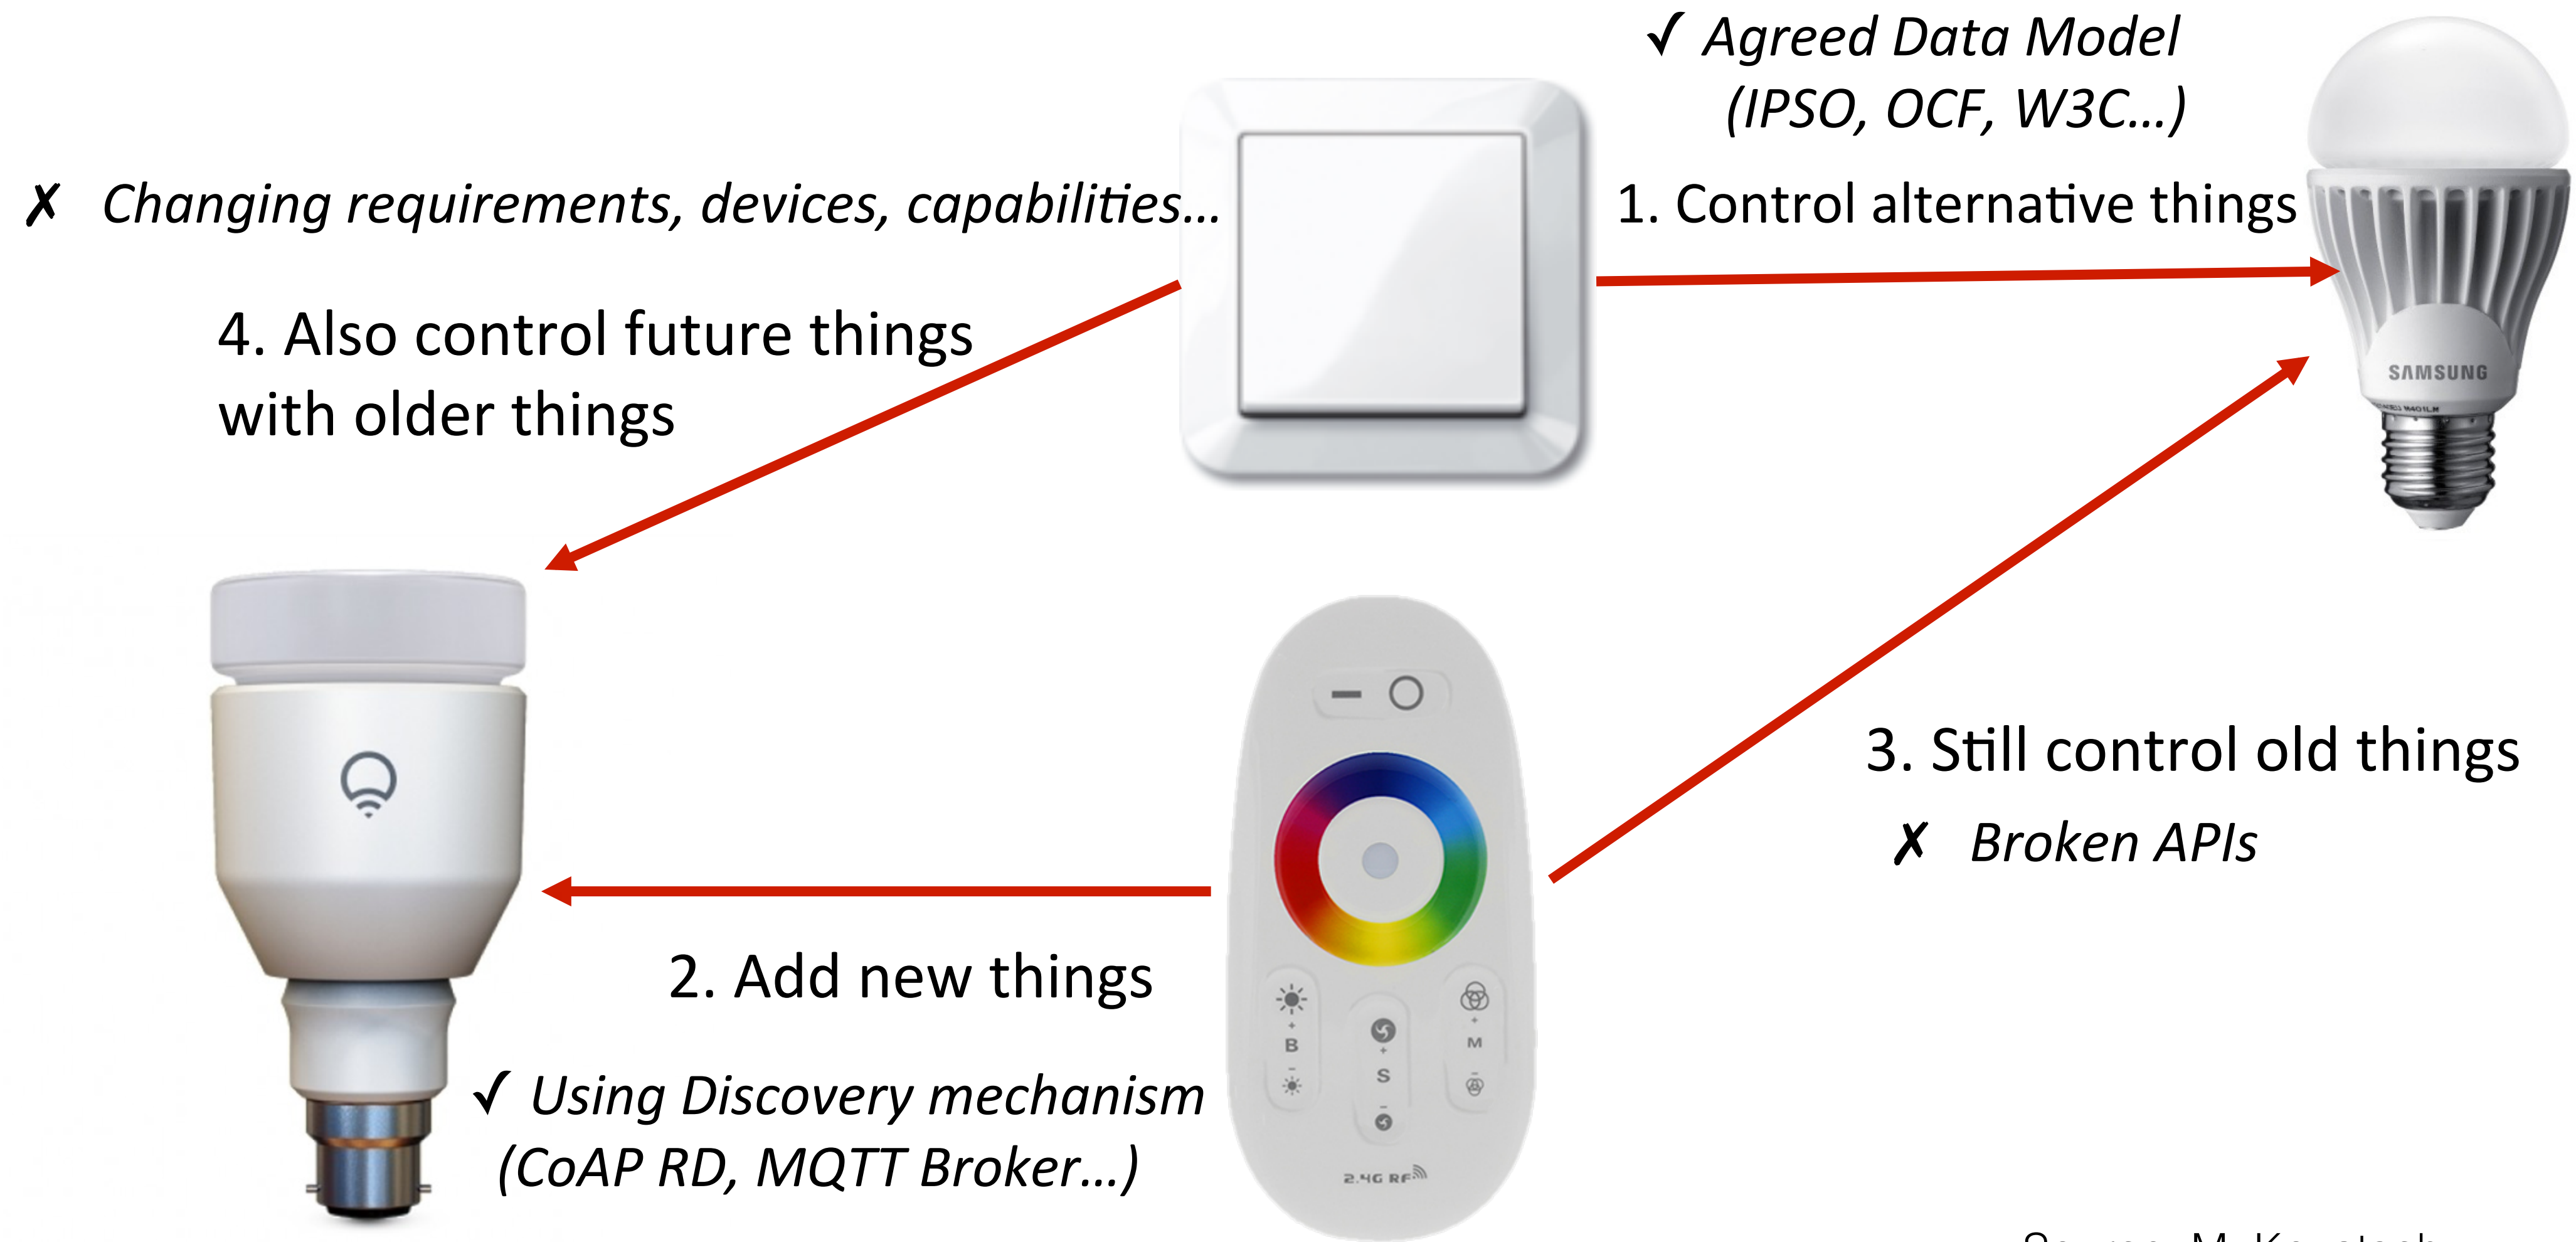 ✓ Agreed Data Model
(IPSO, OCF, W3C...)
✗ Changing requirements, devices, capabilities...
1. Control alternative things
4. Also control future things
with older things
SAMSUNG
3. Still control old things
✗ Broken APIs
2. Add new things
✓ Using Discovery mechanism
(CoAP RD, MQTT Broker...)
+
B
-
+
S
-
+
M
-
2.4G RF